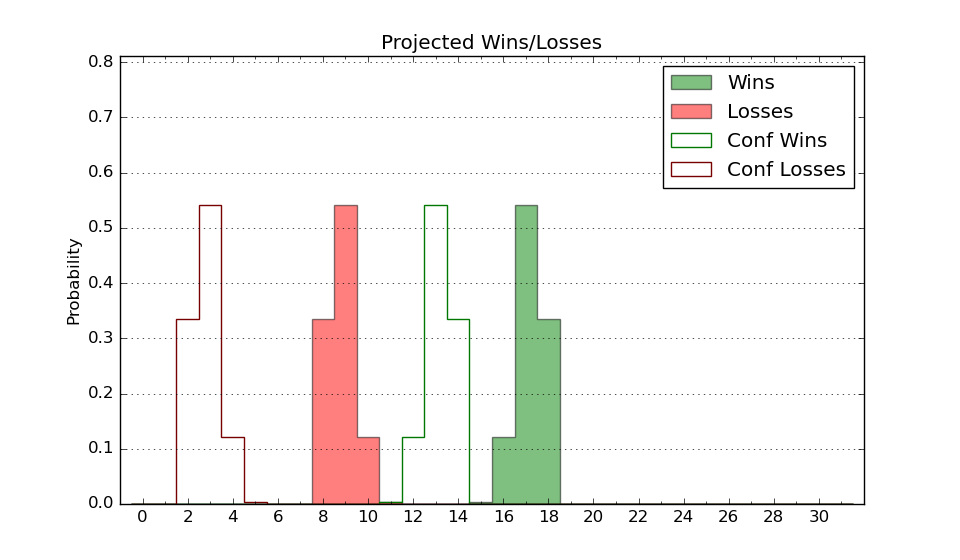 Projected Wins/Losses
0.8
0.7
0.6
0.5
0.4
0.3
0.2
0.1
0.0
Probability
Wins
Losses
Conf Wins
Conf Losses
0 2 4 6 8 10 12 14 16 18 20 22 24 26 28 30